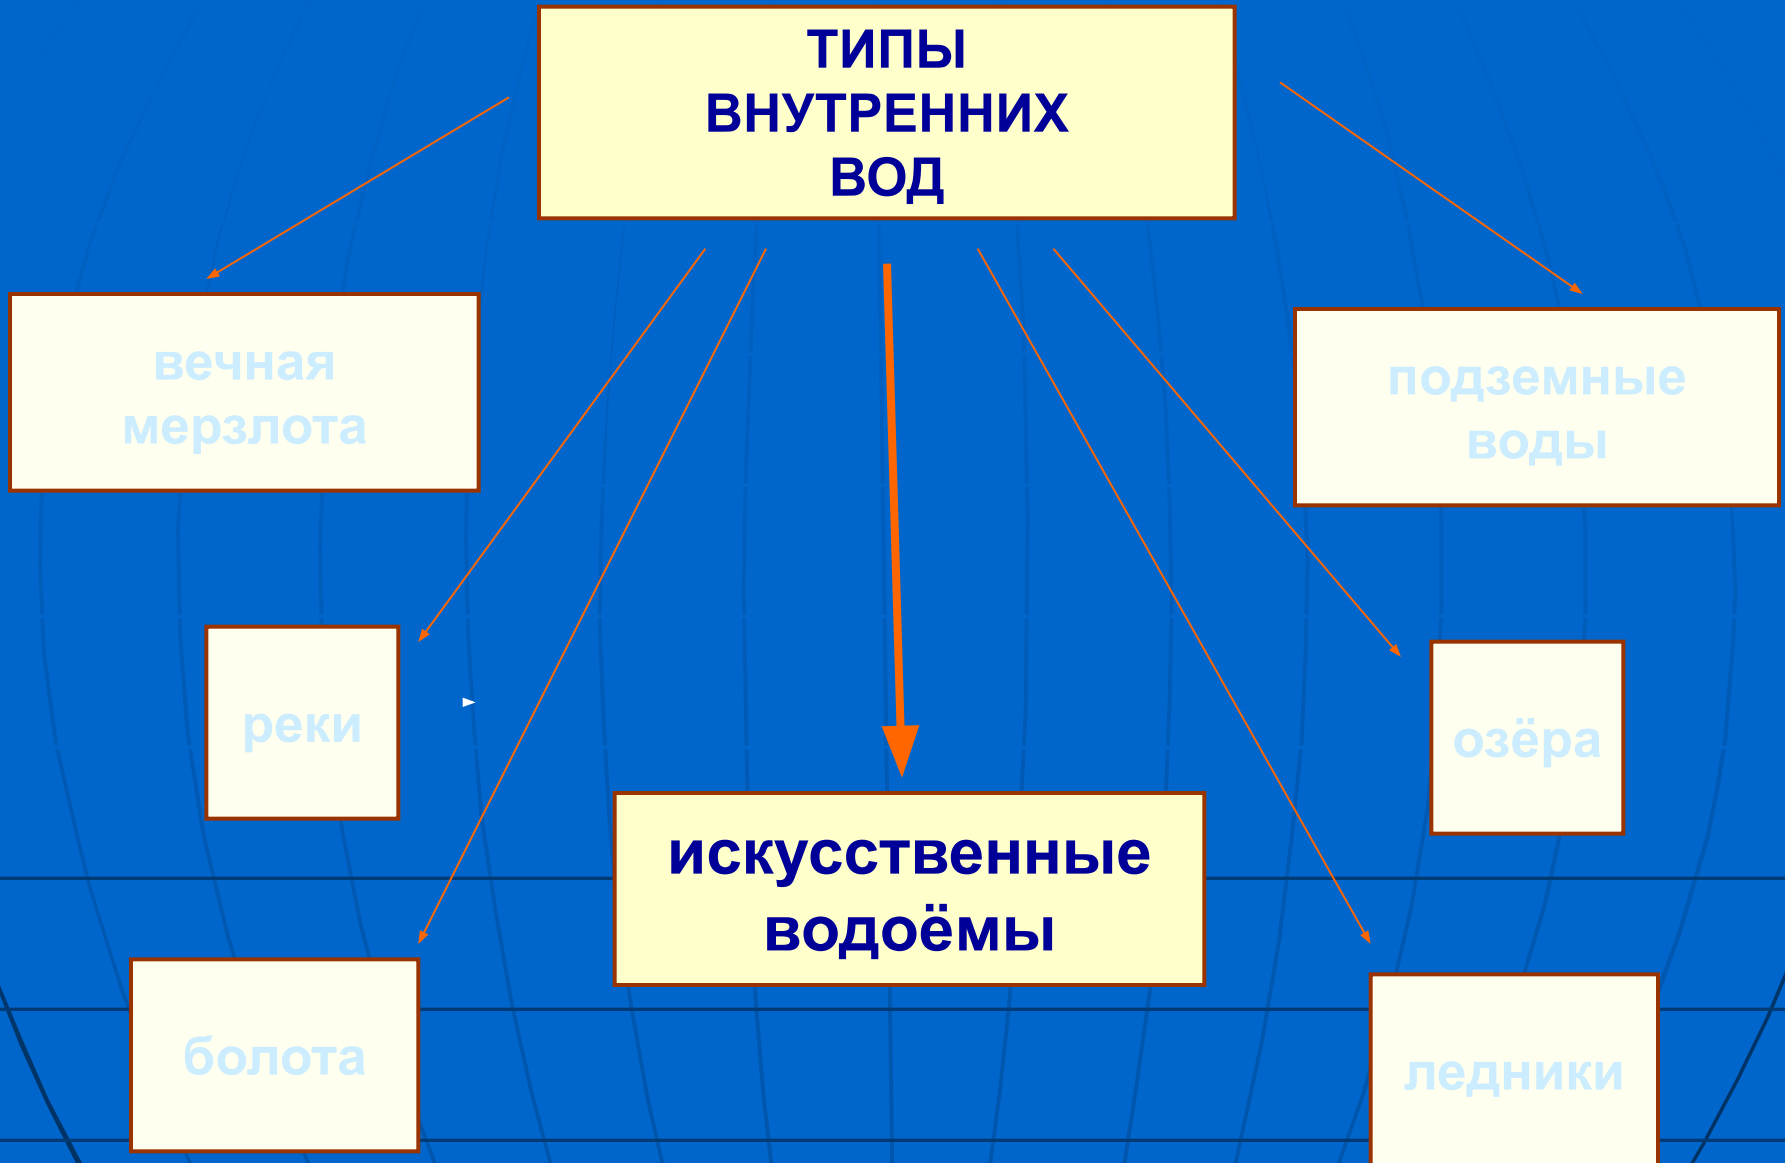 ТИПЫ
ВНУТРЕННИХ
ВОД
вечная
мерзлота
подземные
воды
реки
озёра
искусственные
водоёмы
болота
ледники